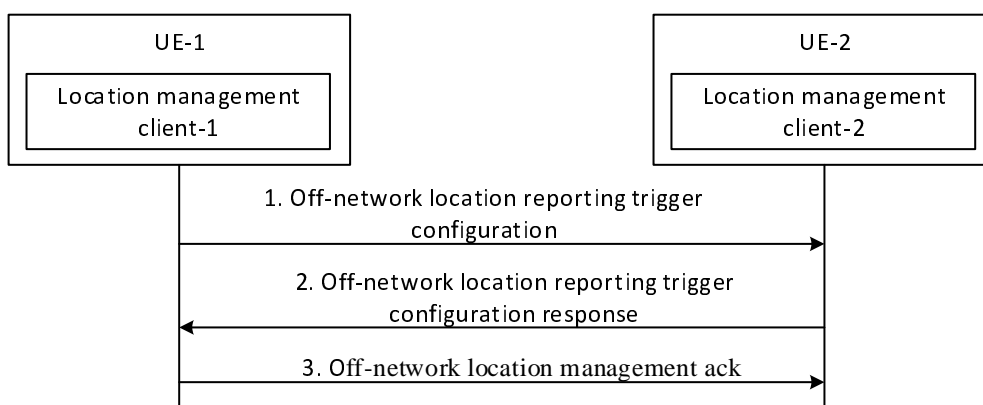 UE-1
Location management
client-1
UE-2
Location management
client-2
1. Off-network location reporting trigger
configuration
2. Off-network location reporting trigger
configuration response
3. Off-network location management ack